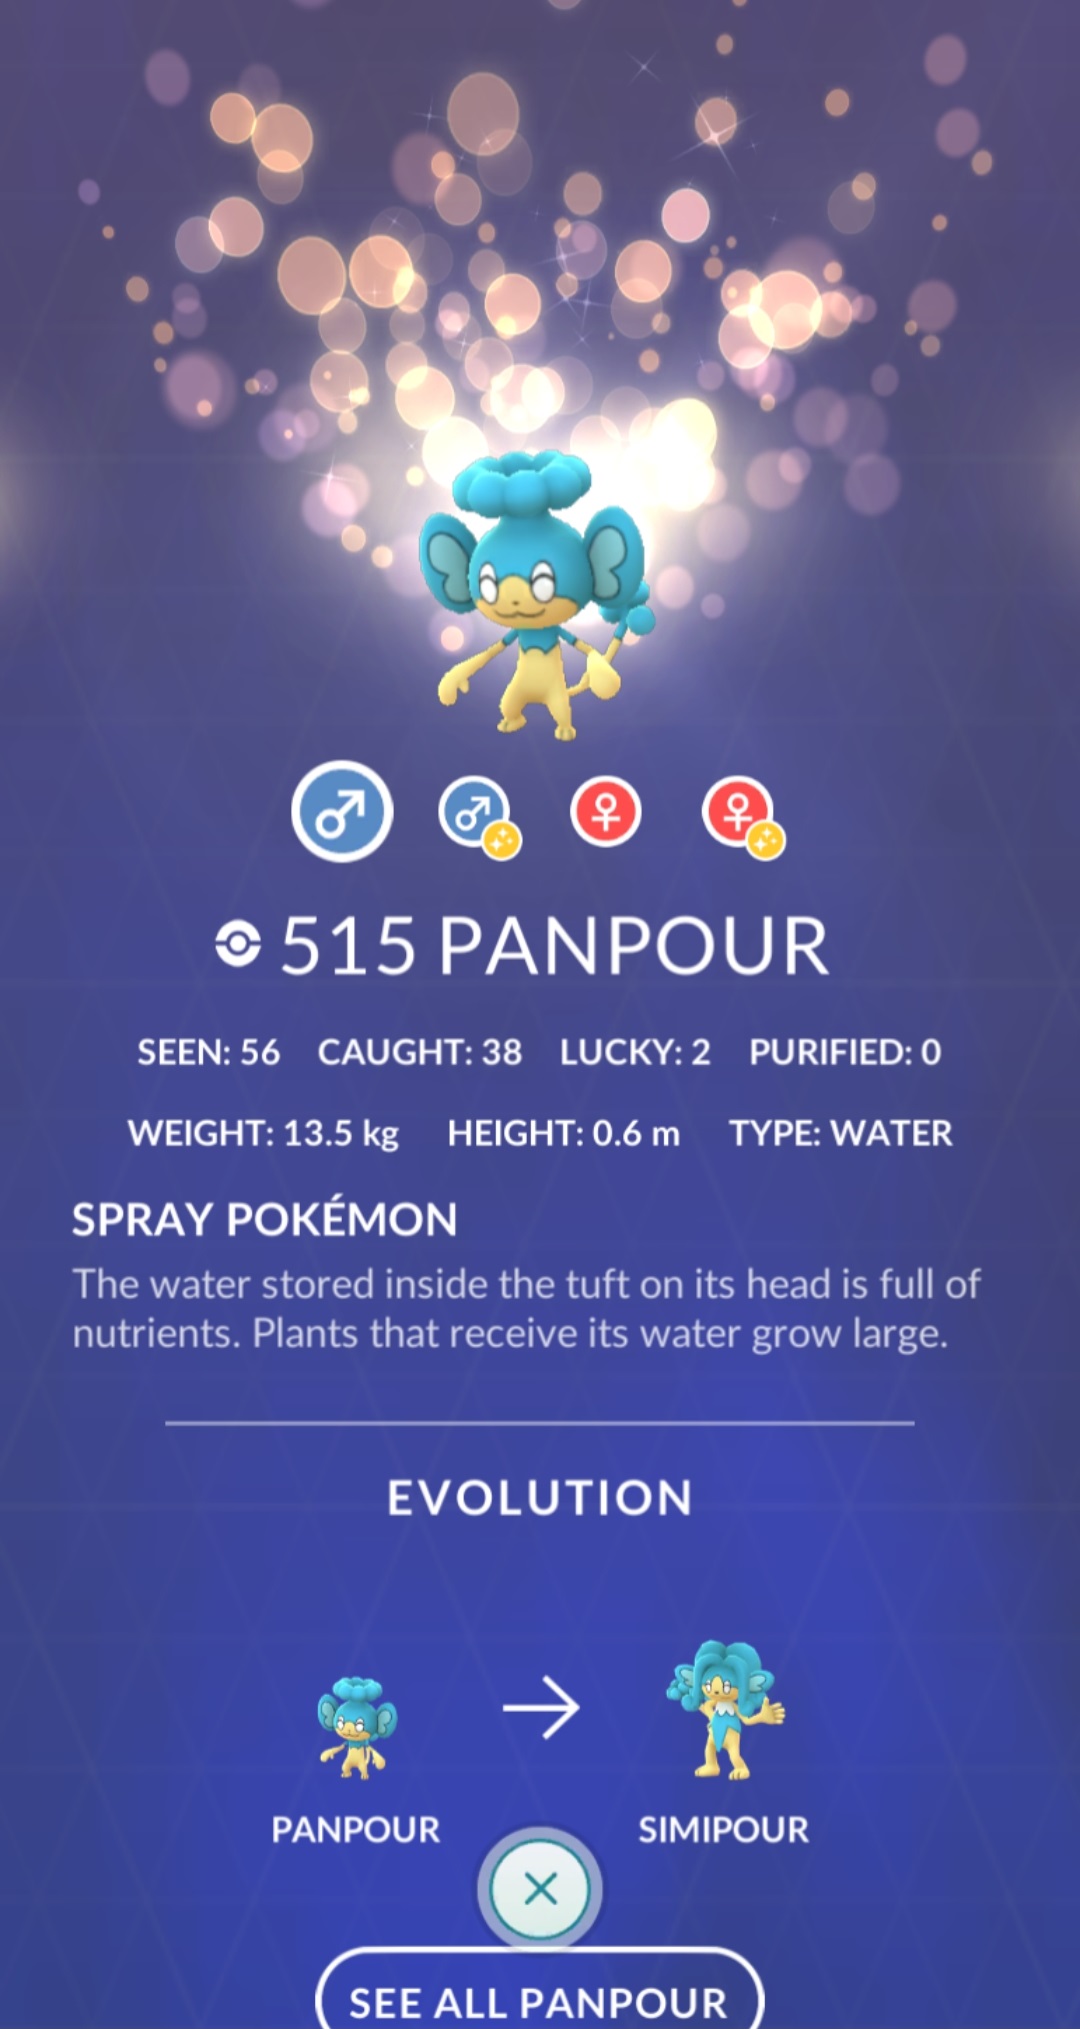 515 PANPOUR
SEEN: 56 CAUGHT: 38 LUCKY: 2 PURIFIED: 0
WEIGHT: 13.5 kg HEIGHT: 0.6 m TYPE: WATER
SPRAY POKÉMON
The water stored inside the tuft on its head is full of
nutrients. Plants that receive its water grow large.
EVOLUTION
PANPOUR SIMIPOUR
SEE ALL PANPOUR